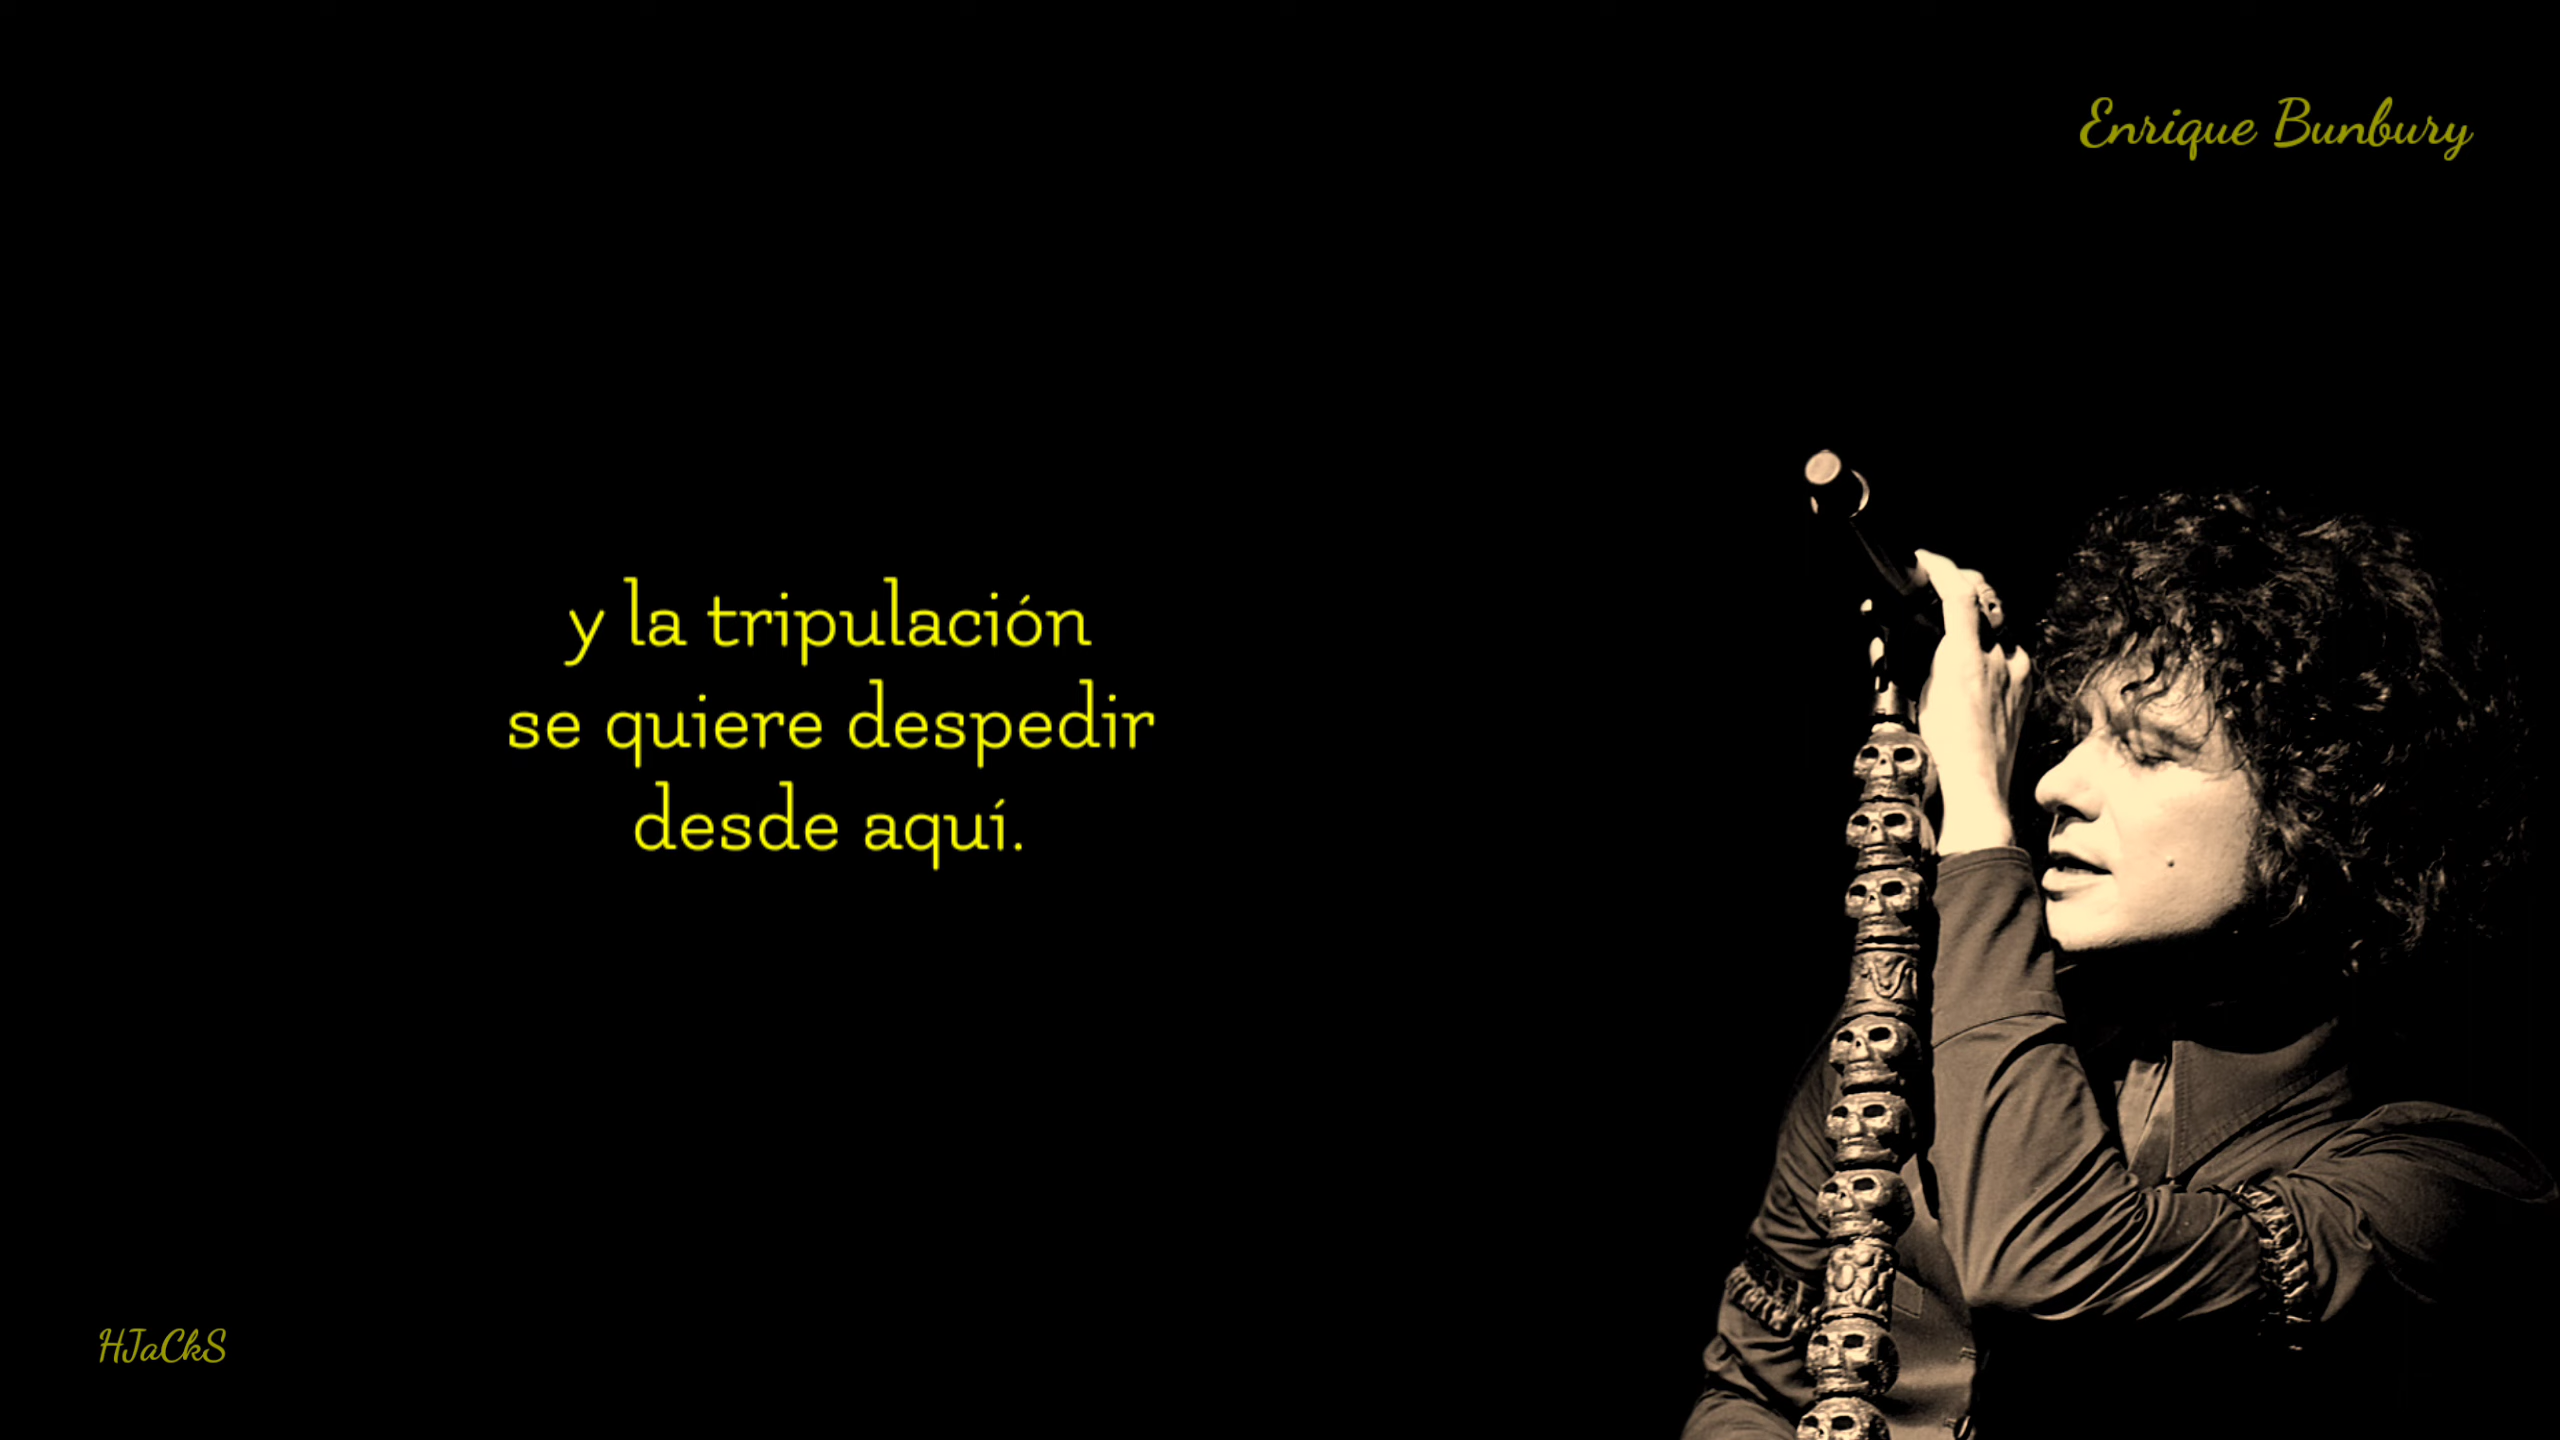 Enrique Bunbury
y la tripulación
se quiere despedir
desde aquí.
HJaCkS